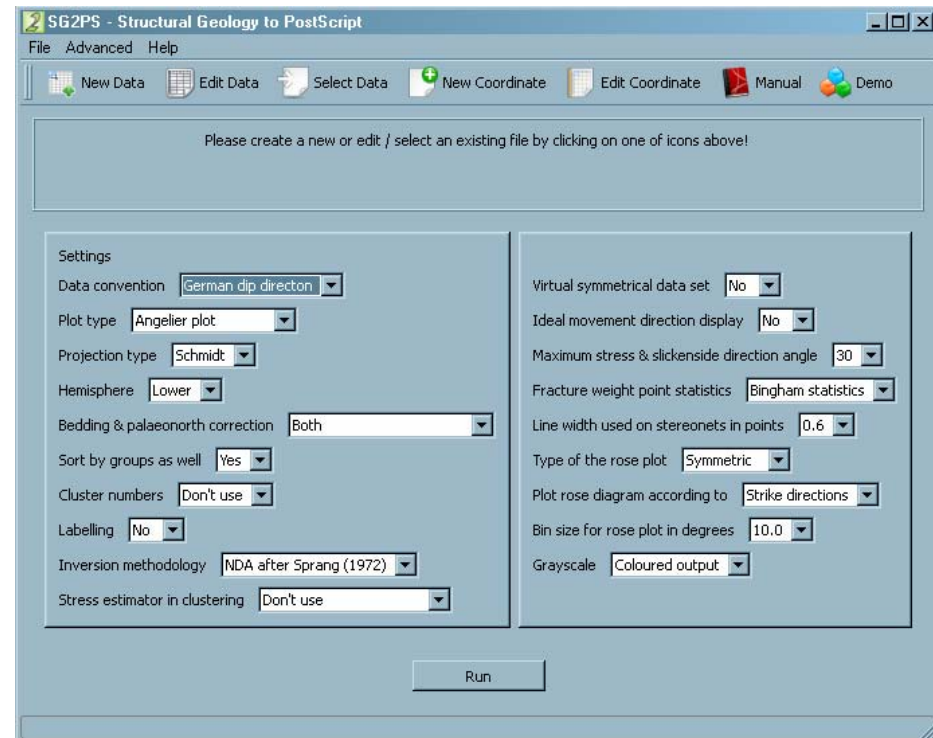 SG2PS - Structural Geology to PostScript
File Advanced Help
New Data Edit Data Select Data New Coordinate Edit Coordinate Manual Demo
Please create a new or edit / select an existing file by clicking on one of icons above!
Settings
Data convention German dip directon
Plot type Angelier plot
Projection type Schmidt
Hemisphere Lower
Bedding & palaeonorth correction Both
Sort by groups as well Yes
Cluster numbers Don't use
Labelling No
Inversion methodology NDA after Sprang (1972)
Stress estimator in clustering Don't use
Virtual symmetrical data set No
Ideal movement direction display No
Maximum stress & slickenside direction angle 30
Fracture weight point statistics Bingham statistics
Line width used on stereonets in points 0.6
Type of the rose plot Symmetric
Plot rose diagram according to Strike directions
Bin size for rose plot in degrees 10.0
Grayscale Coloured output
Run